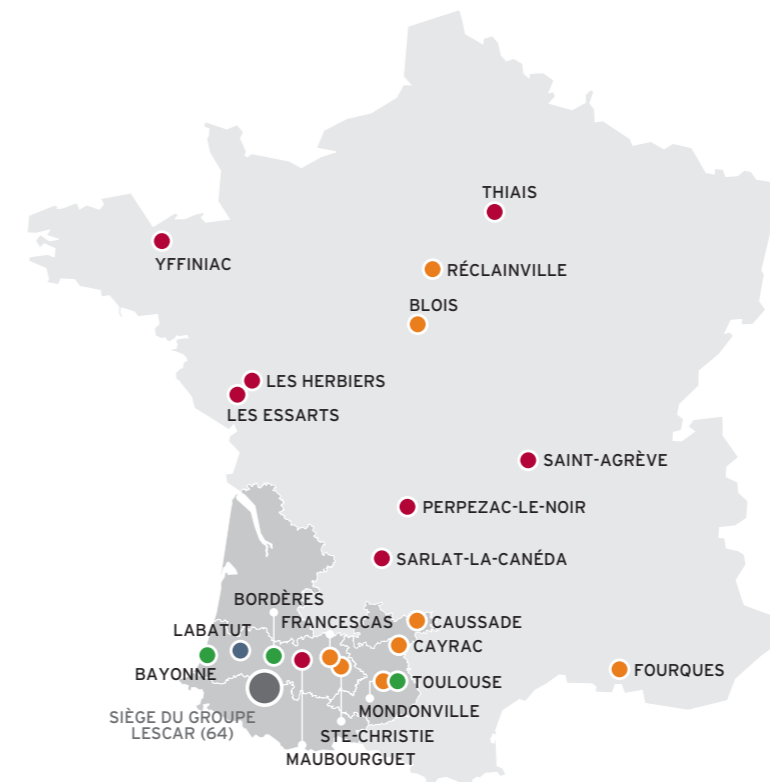 THIAIS
YFFINIAC
RÉCLAINVILLE
BLOIS
LES HERBIERS
LES ESSARTS
SAINT-AGRÈVE
PERPEZAC-LE-NOIR
SARLAT-LA-CANÉDA
BORDÈRES
FRANCESCAS
CAUSSADE
LABATUT
CAYRAC
BAYONNE
FOURQUES
TOULOUSE
MONDONVILLE
SIÈGE DU GROUPE
LESCAR (64)
STE-CHRISTIE
MAUBOURGUET